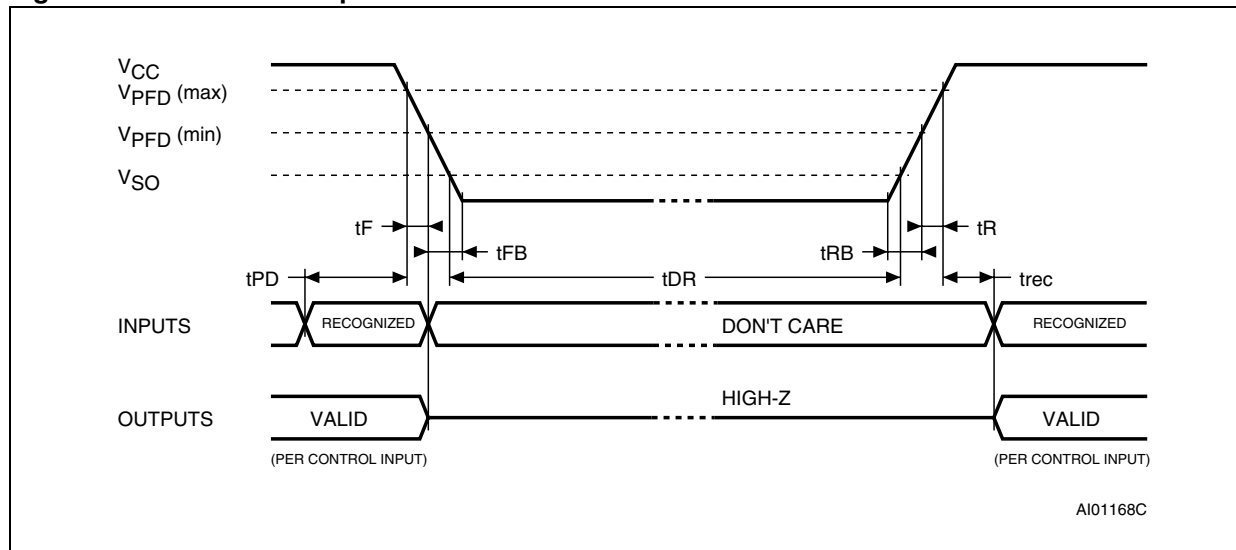 VCC
VPFD (max)
VPFD (min)
VSO
tF
tR
tFB
tRB
tPD
tDR
trec
INPUTS
RECOGNIZED
DON'T CARE
RECOGNIZED
HIGH-Z
OUTPUTS
VALID
VALID
(PER CONTROL INPUT)
(PER CONTROL INPUT)
AI01168C